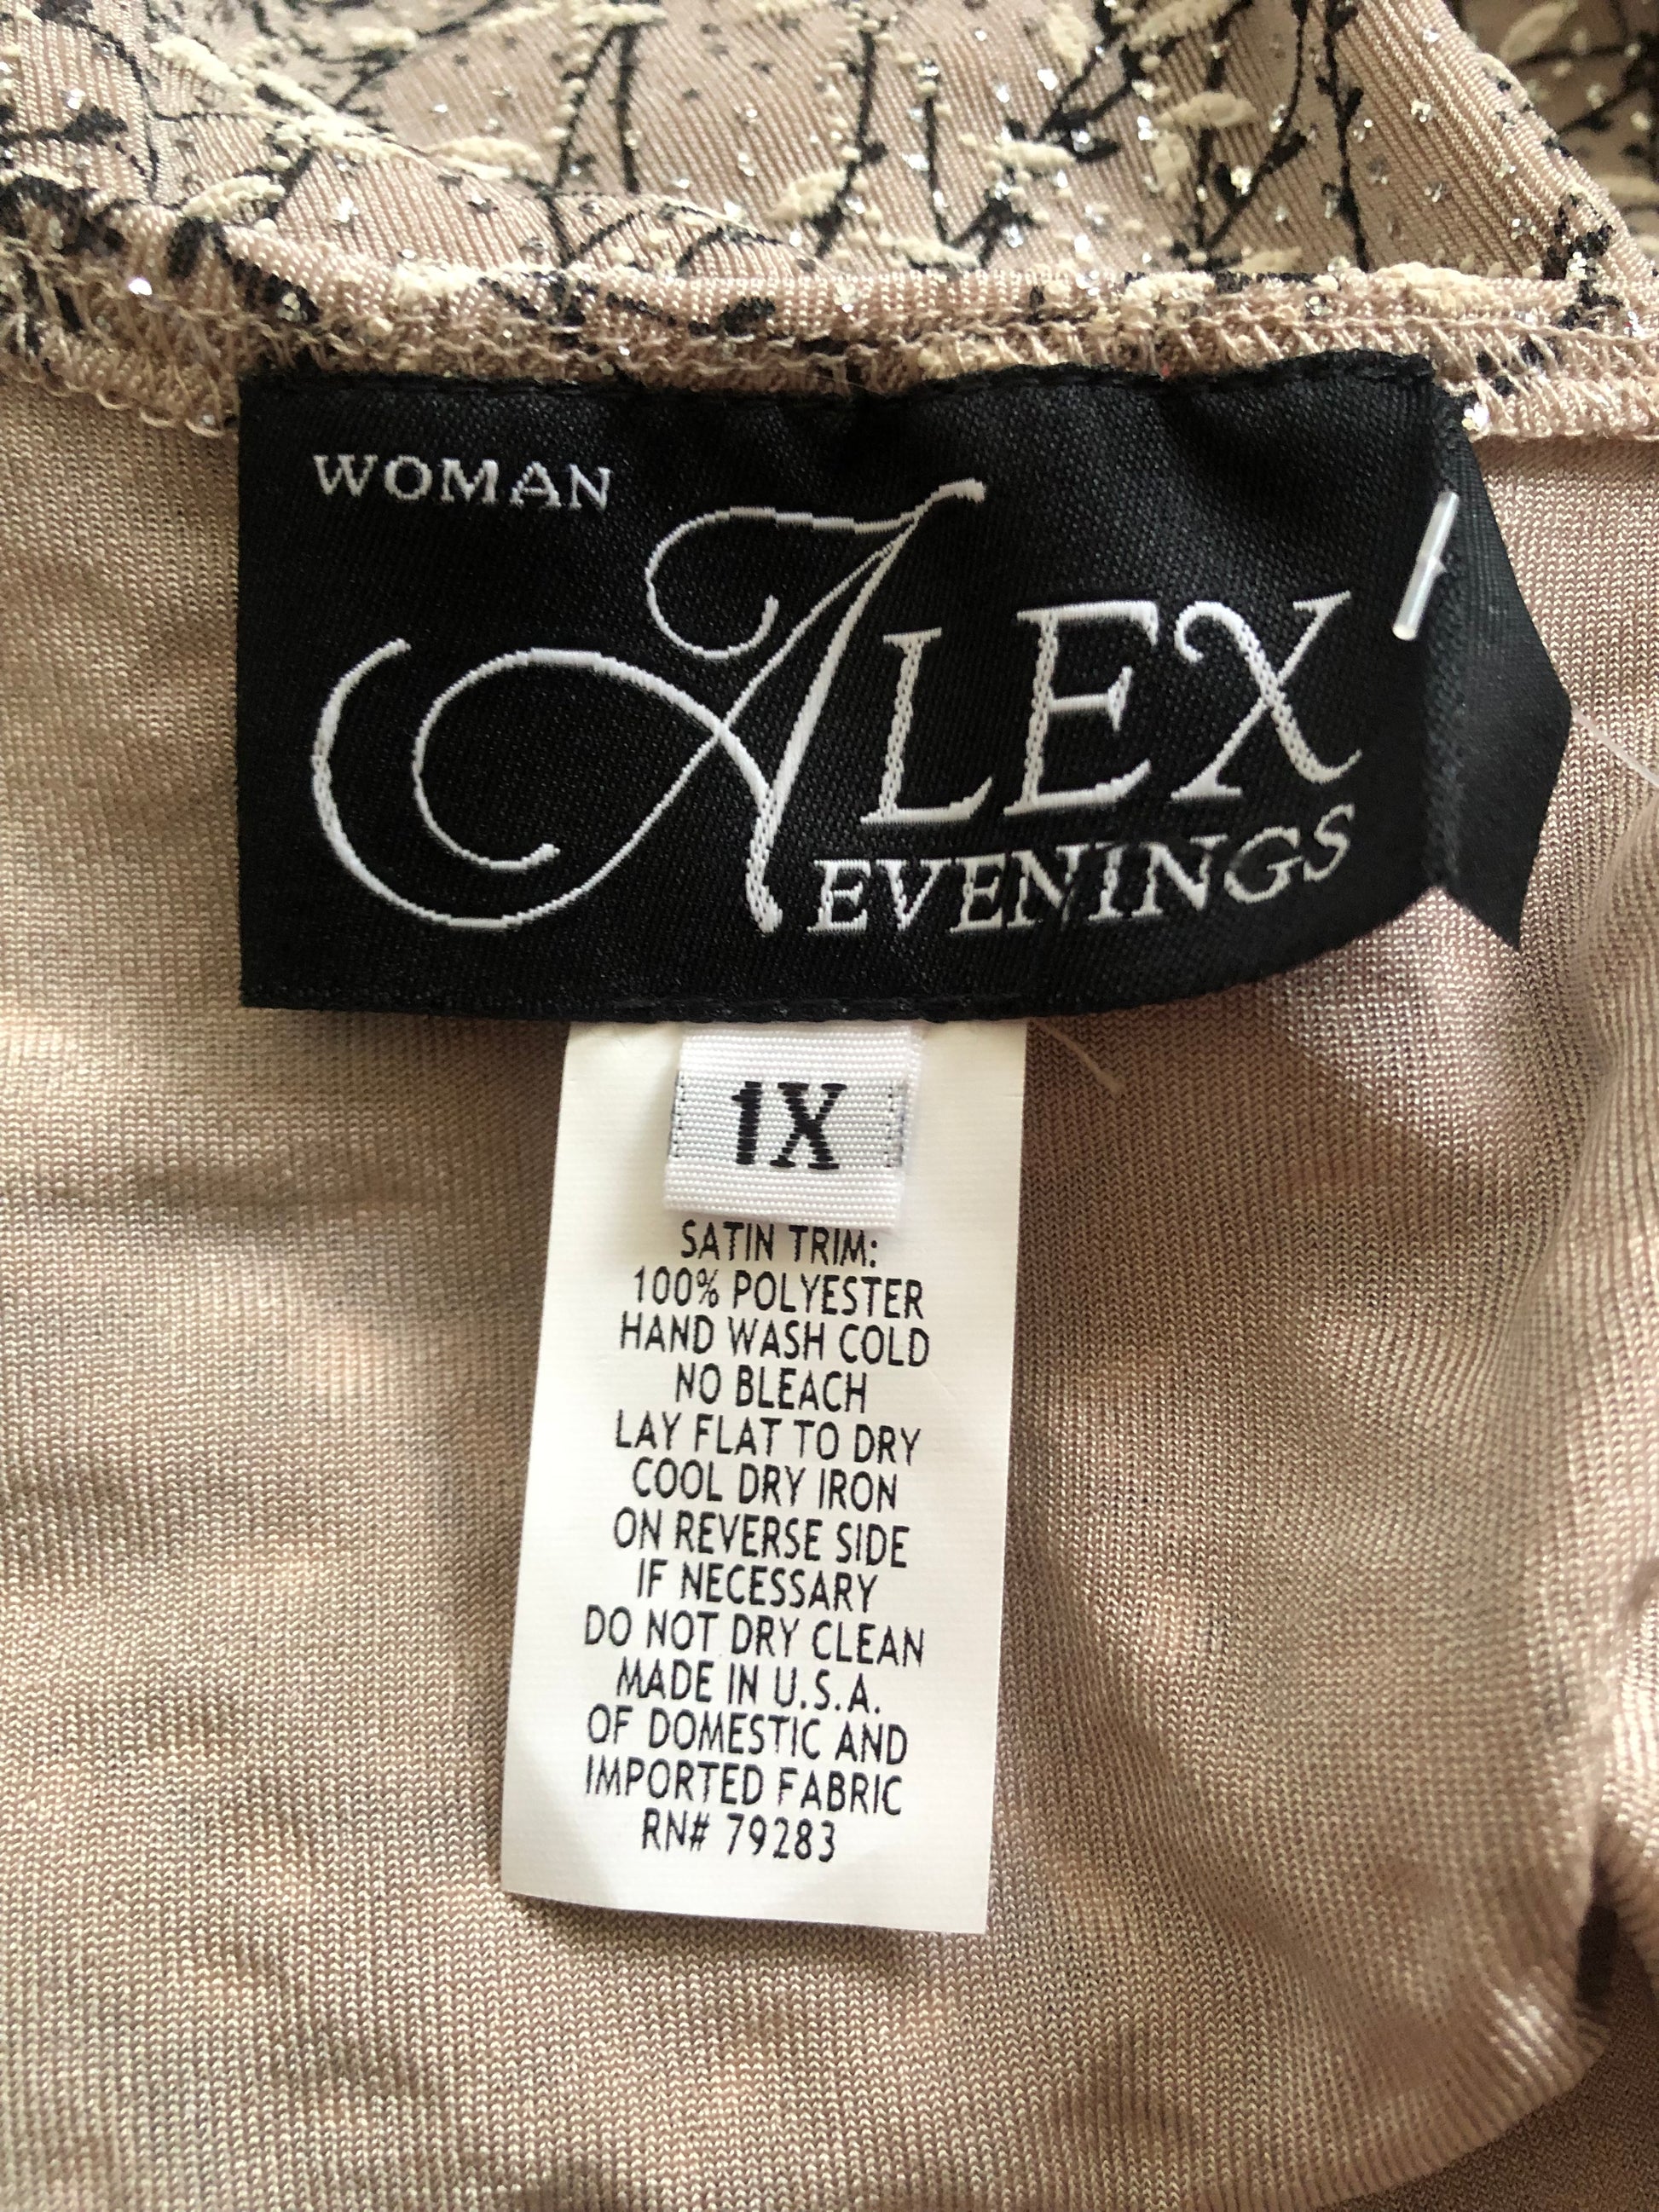 WOMAN
ALEX
EVENINGS
1X
SATIN TRIM:
100% POLYESTER
HAND WASH COLD
NO BLEACH
LAY FLAT TO DRY
COOL DRY IRON
ON REVERSE SIDE
IF NECESSARY
DO NOT DRY CLEAN
MADE IN U.S.A.
OF DOMESTIC AND
IMPORTED FABRIC
RN# 79283